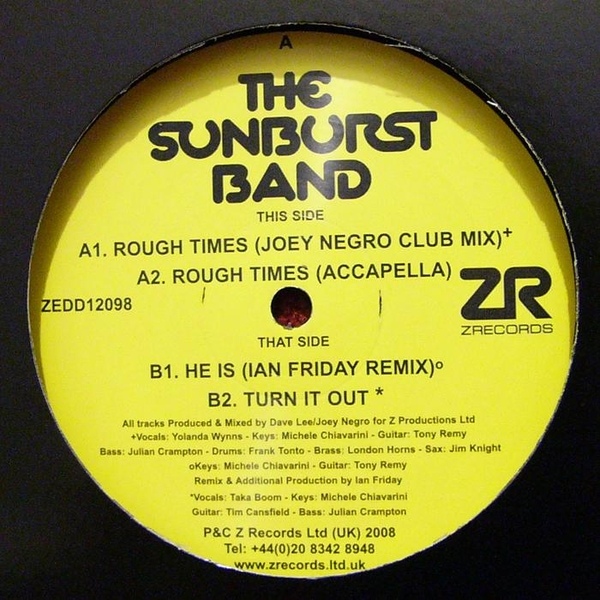 A
THE
SUNBURST
BAND
THIS SIDE
A1. ROUGH TIMES (JOEY NEGRO CLUB MIX)+
A2. ROUGH TIMES (ACCAPELLA)
ZEDD12098
ZR
ZRECORDS
THAT SIDE
B1. HE IS (IAN FRIDAY REMIX)o
B2. TURN IT OUT *
All tracks Produced & Mixed by Dave Lee/Joey Negro for Z Productions Ltd
+Vocals: Yolanda Wynns - Keys: Michele Chiavarini - Guitar: Tony Remy
Bass: Julian Crampton - Drums: Frank Tonto - Brass: London Horns - Sax: Jim Knight
oKeys: Michele Chiavarini - Guitar: Tony Remy
Remix & Additional Production by Ian Friday
*Vocals: Taka Boom - Keys: Michele Chiavarini
Guitar: Tim Cansfield - Bass: Julian Crampton
P&C Z Records Ltd (UK) 2008
Tel: +44(0)20 8342 8948
www.zrecords.ltd.uk